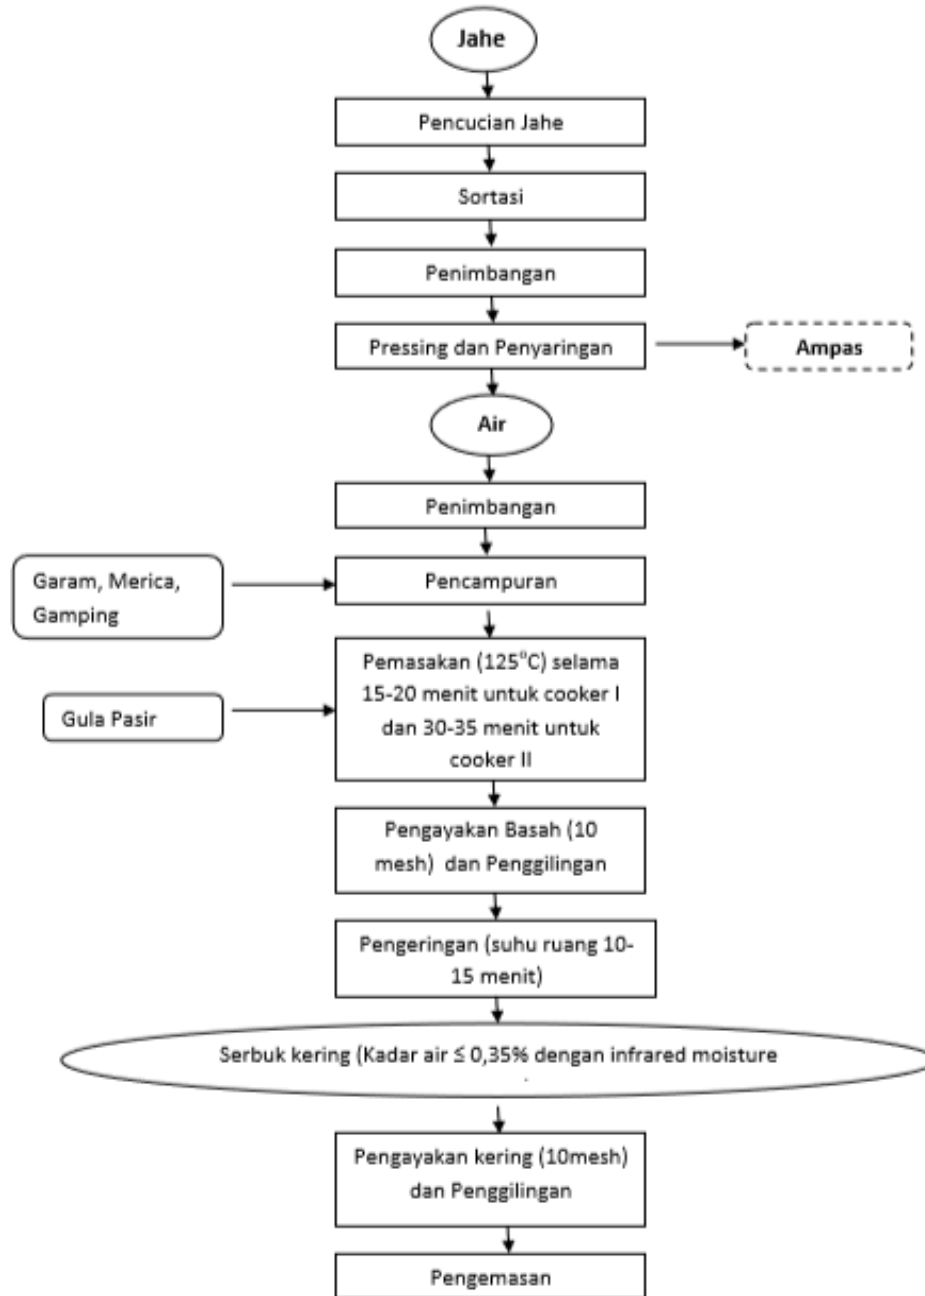 Jahe
Pencucian Jahe
Sortasi
Penimbangan
Pressing dan Penyaringan
Ampas
Air
Penimbangan
Garam, Merica,
Gamping
Pencampuran
Pemasakan (125°C) selama
15-20 menit untuk cooker I
dan 30-35 menit untuk
cooker II
Gula Pasir
Pengayakan Basah (10
mesh) dan Penggilingan
Pengeringan (suhu ruang 10-
15 menit)
Serbuk kering (Kadar air ≤ 0,35% dengan infrared moisture
.
Pengayakan kering (10mesh)
dan Penggilingan
Pengemasan